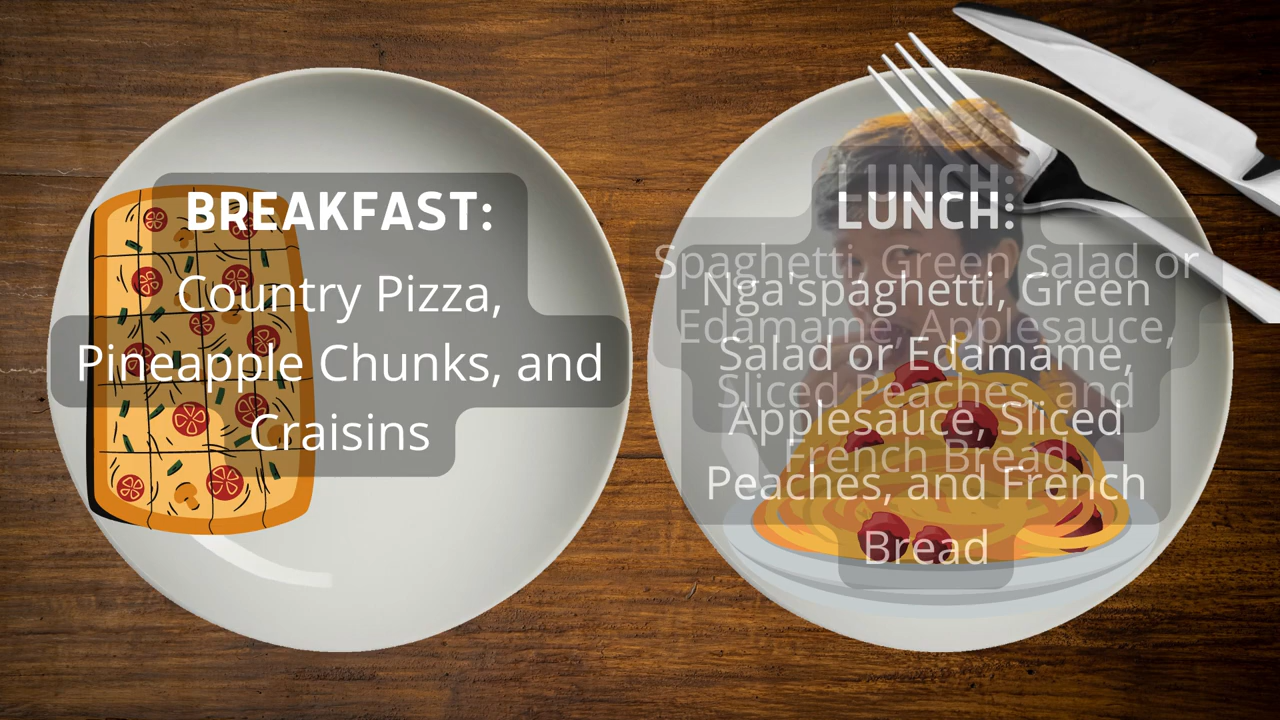 BREAKFAST:
Country Pizza,
Pineapple Chunks, and
Craisins
LUNCH:
LUNCH:
Spaghetti, Green Salad or
Nga'spaghetti, Green
Edamame, Applesauce,
Salad or Edamame,
Sliced Peaches, and
Applesauce, Sliced
French Bread
Peaches, and French
Bread